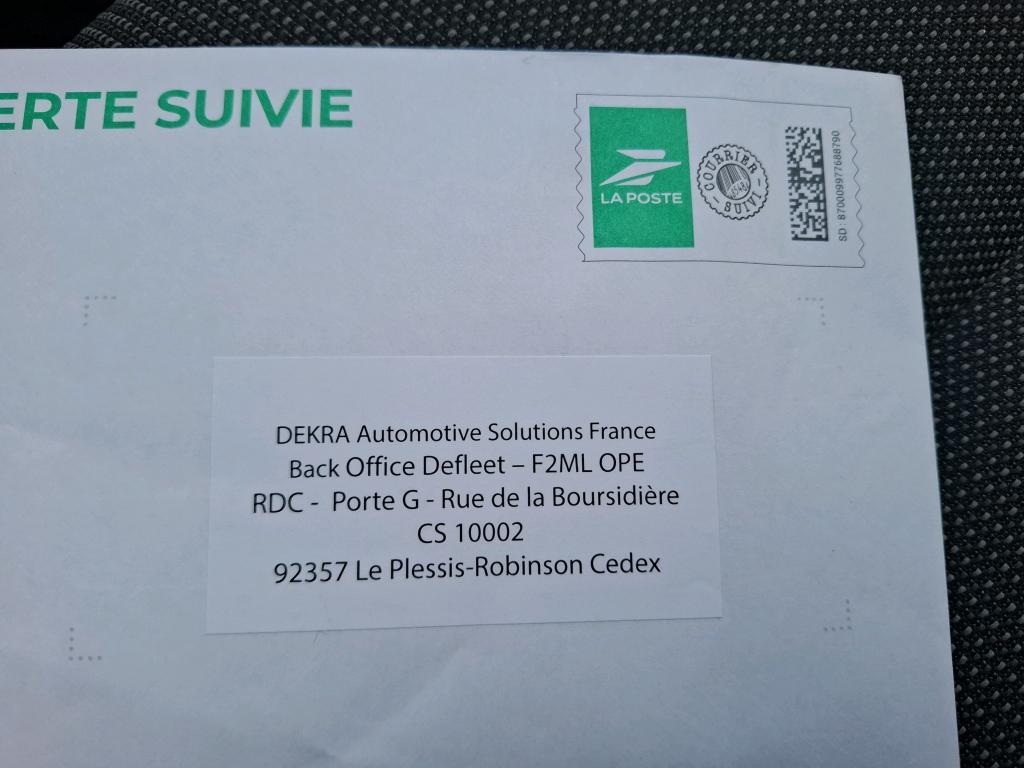 ERTE SUIVIE
LA POSTE
COURRIER
SUIVI
SD : 870009977688790
DEKRA Automotive Solutions France
Back Office Defleet – F2ML OPE
RDC - Porte G - Rue de la Boursidière
CS 10002
92357 Le Plessis-Robinson Cedex